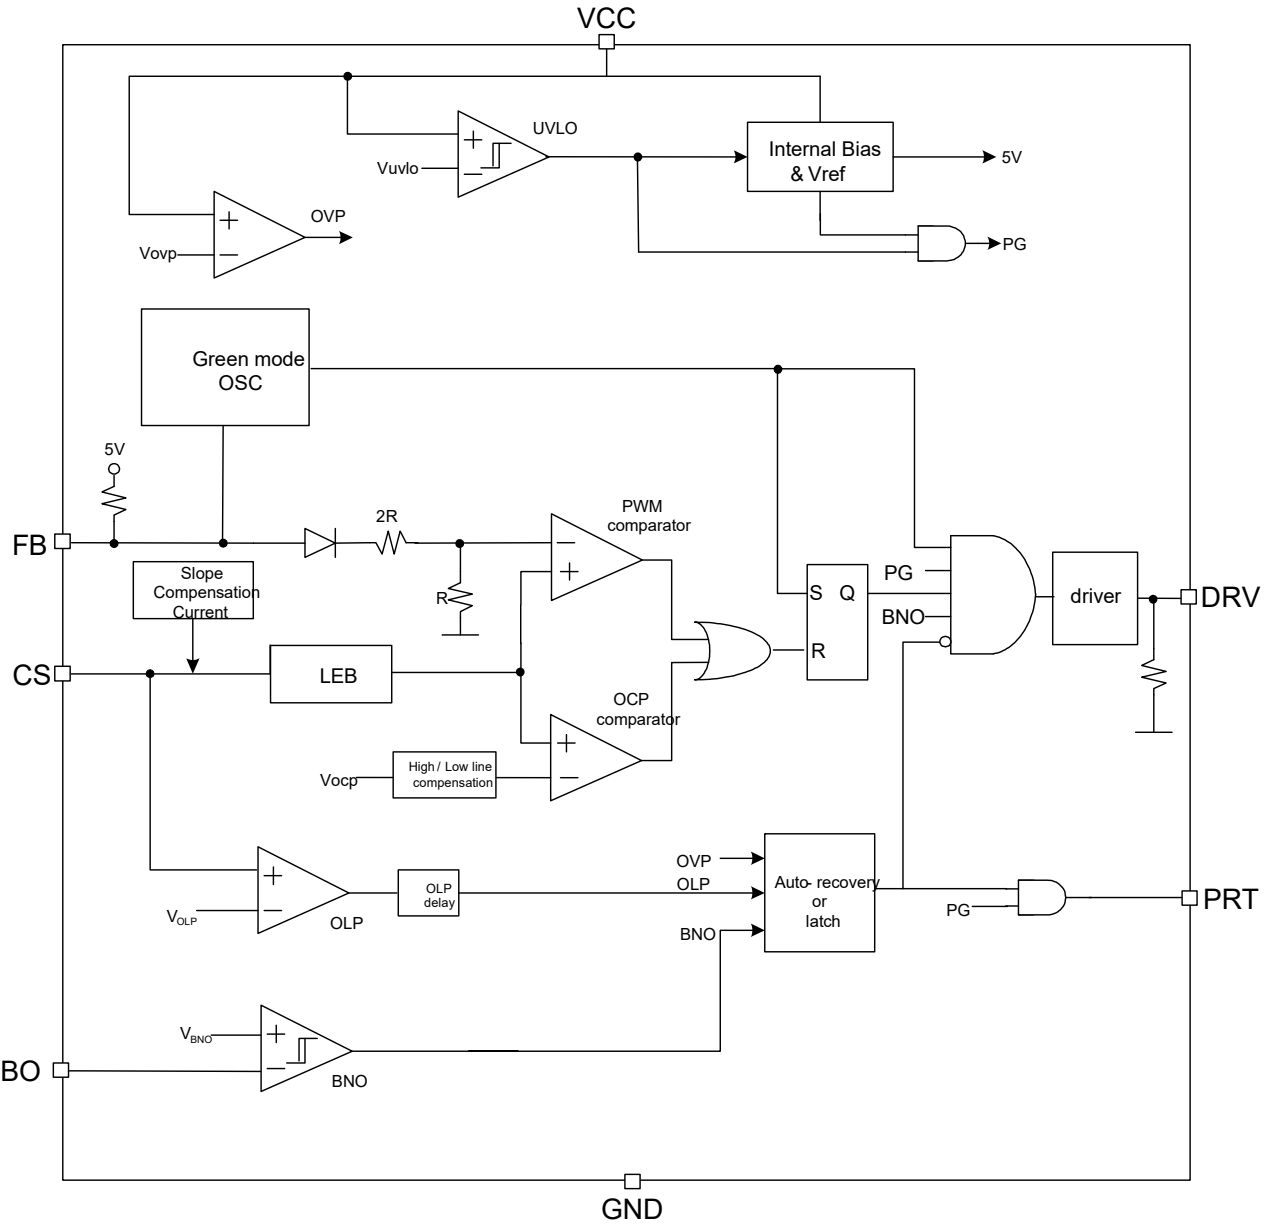 VCC
UVLO
Vuvlo
Internal Bias
& Vref
5V
OVP
Vovp
PG
Green mode
OSC
5V
FB
2R
R
PWM
comparator
Slope
Compensation
Current
CS
LEB
OCP
comparator
Vocp
High / Low line
compensation
S Q
R
PG
BNO
driver
DRV
VOLP
OLP
OLP
delay
OVP
OLP
BNO
Auto- recovery
or
latch
PG
PRT
VBNO
BNO
BO
GND